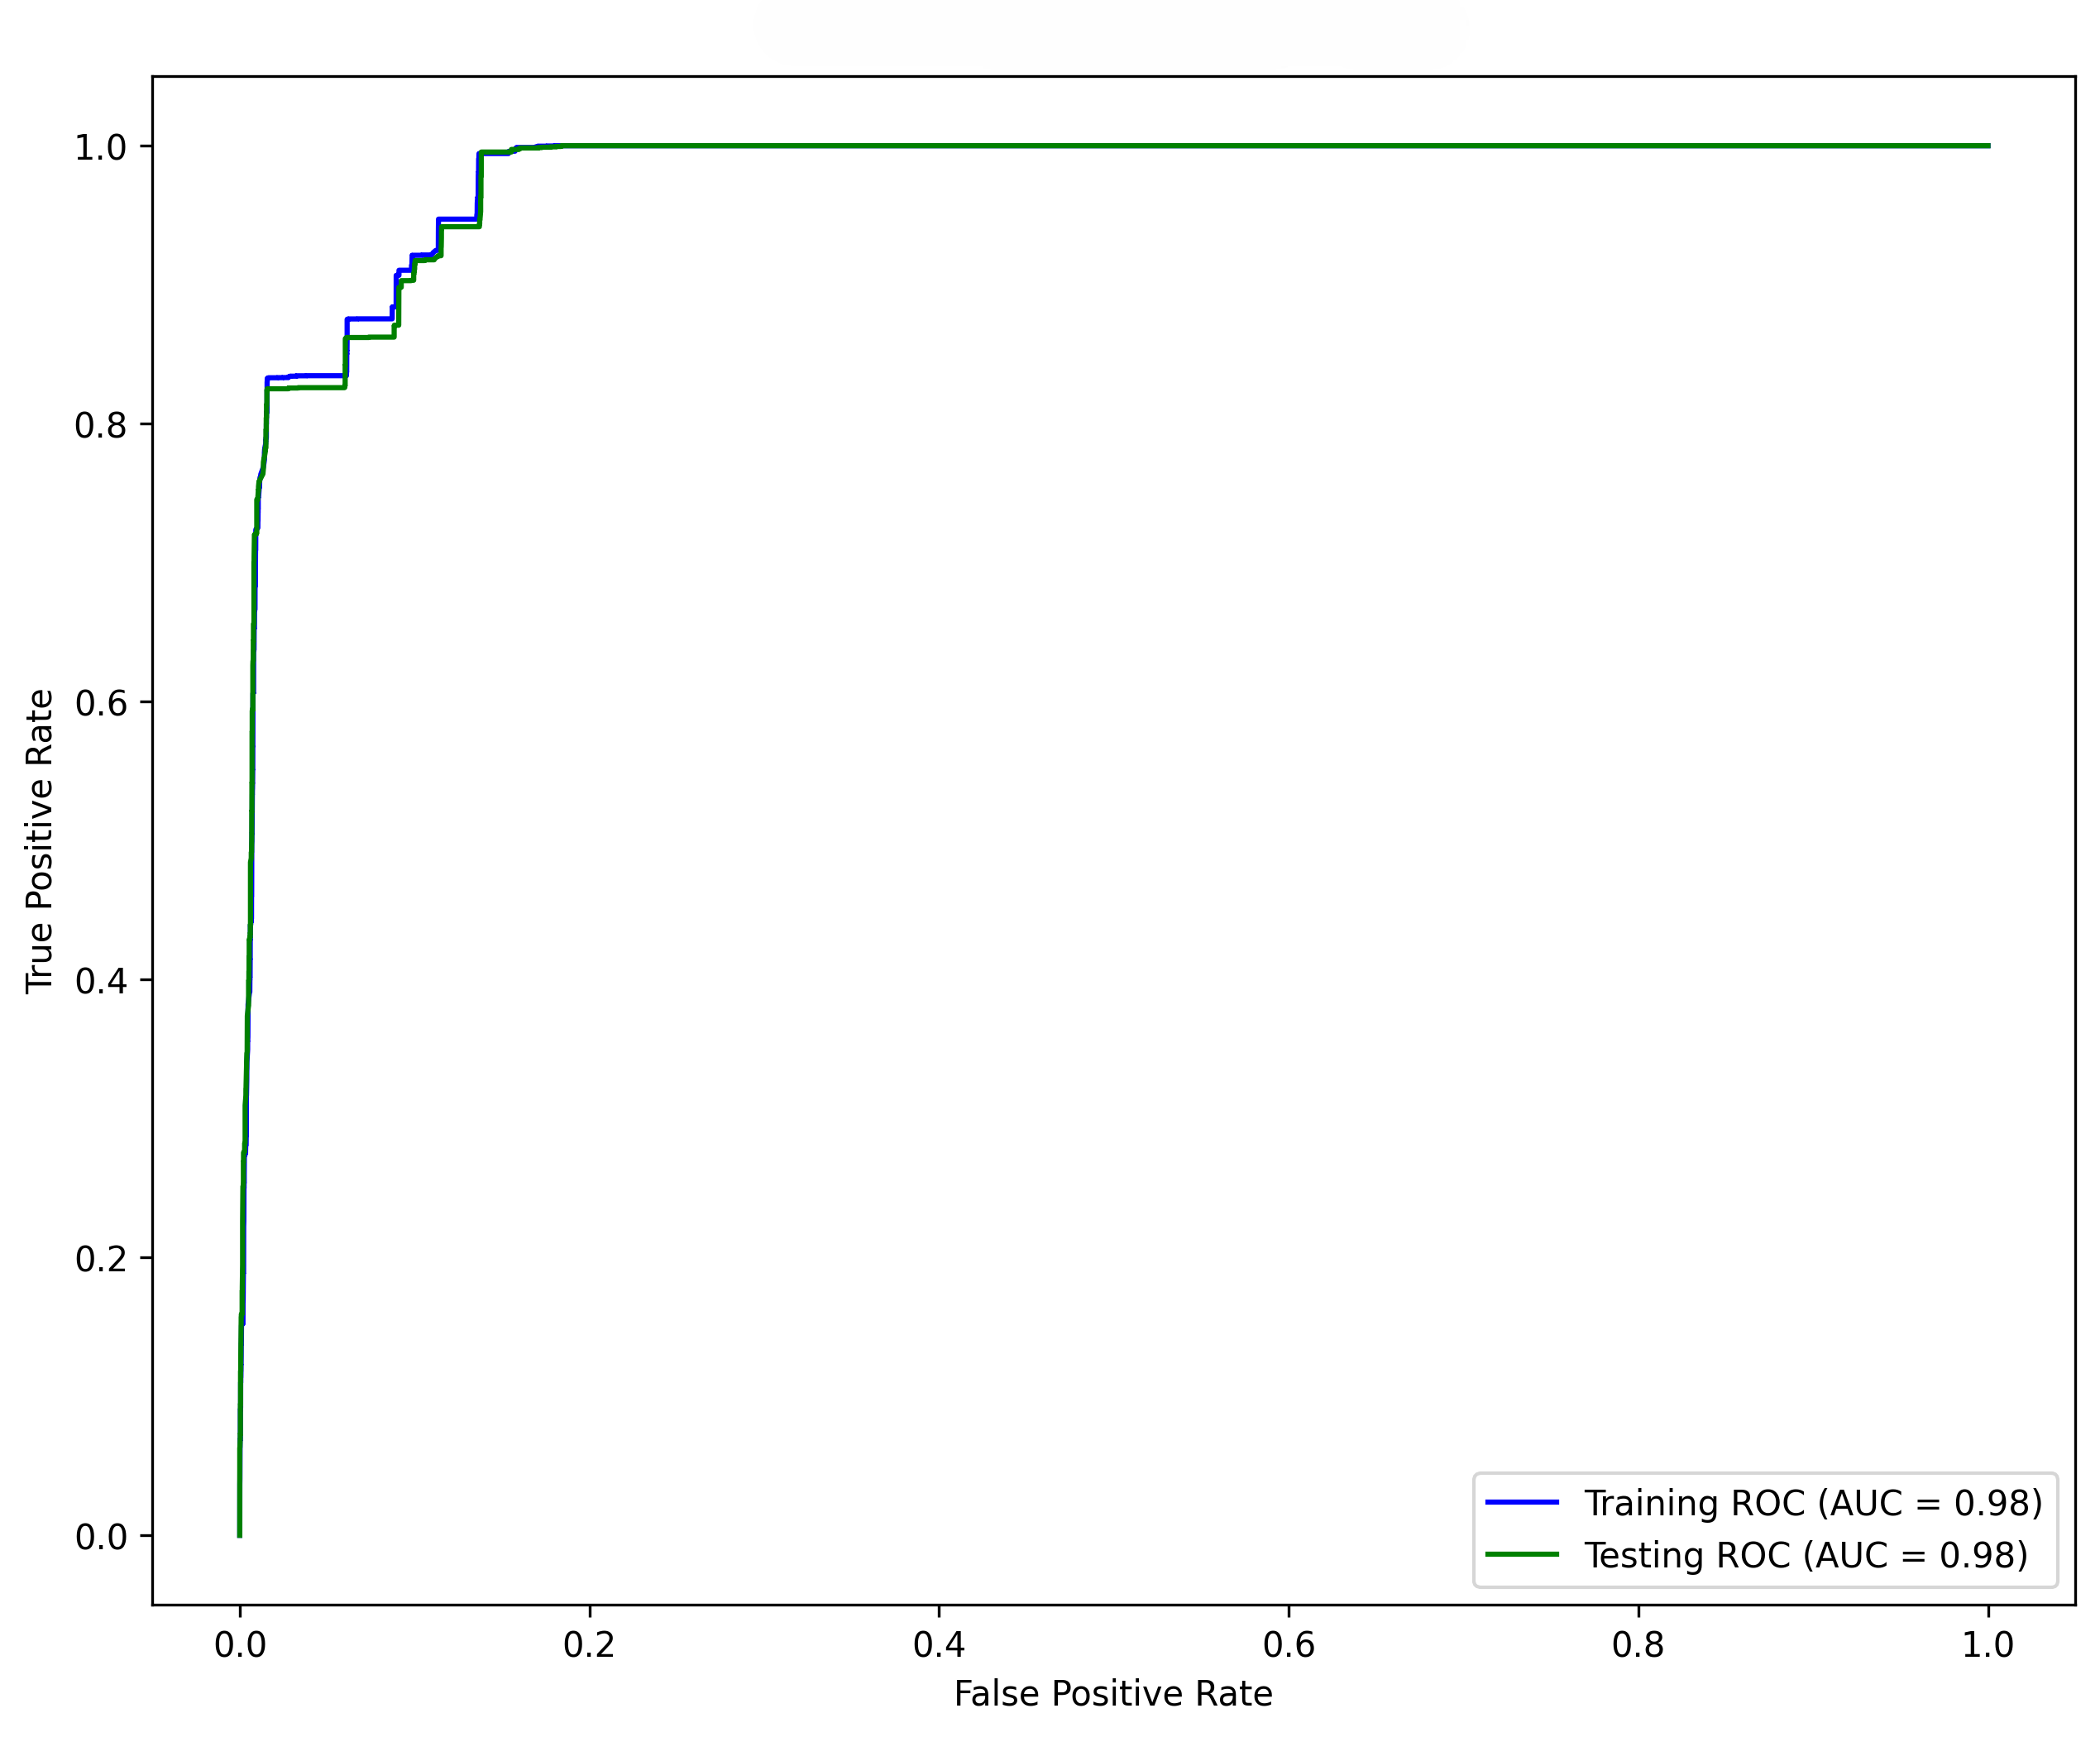 1.0
0.8
0.6
0.4
0.2
0.0
True Positive Rate
0.0 0.2 0.4 0.6 0.8 1.0
False Positive Rate
Training ROC (AUC = 0.98)
Testing ROC (AUC = 0.98)